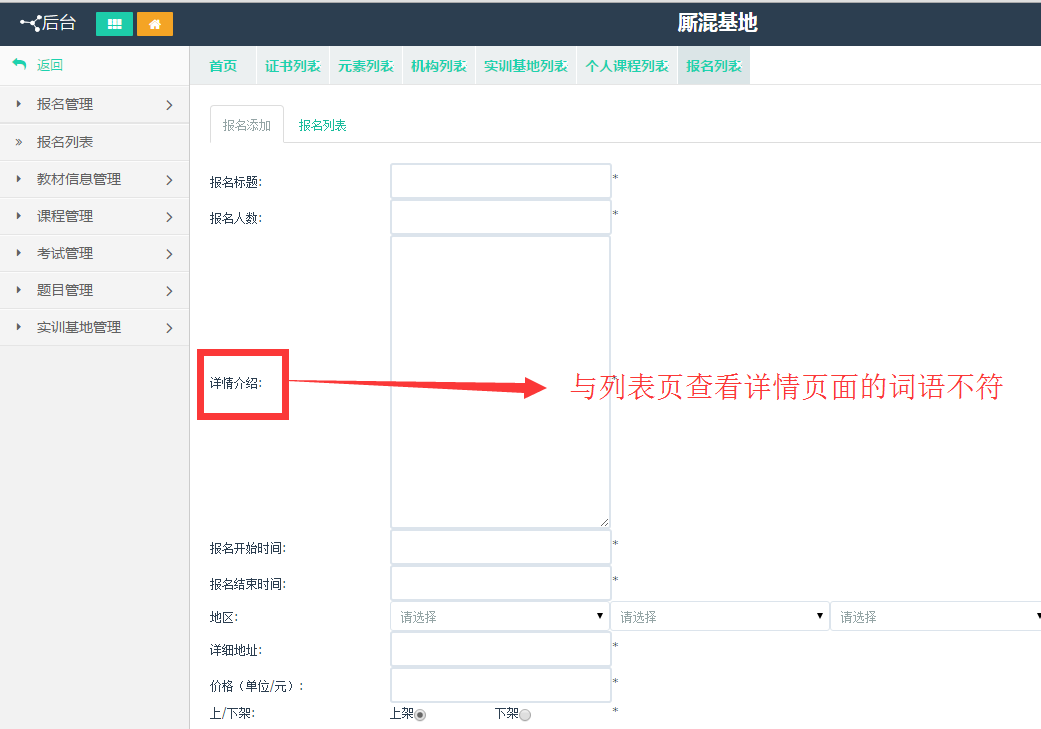 后台
厮混基地
返回
首页 证书列表 元素列表 机构列表 实训基地列表 个人课程列表 报名列表
报名管理
报名列表
教材信息管理
课程管理
考试管理
题目管理
实训基地管理
报名添加 报名列表
报名标题: *
报名人数: *
详情介绍:
与列表页查看详情页面的词语不符
报名开始时间: *
报名结束时间: *
地区: 请选择 请选择 请选择
详细地址: *
价格（单位/元）: *
上/下架: 上架 下架 *